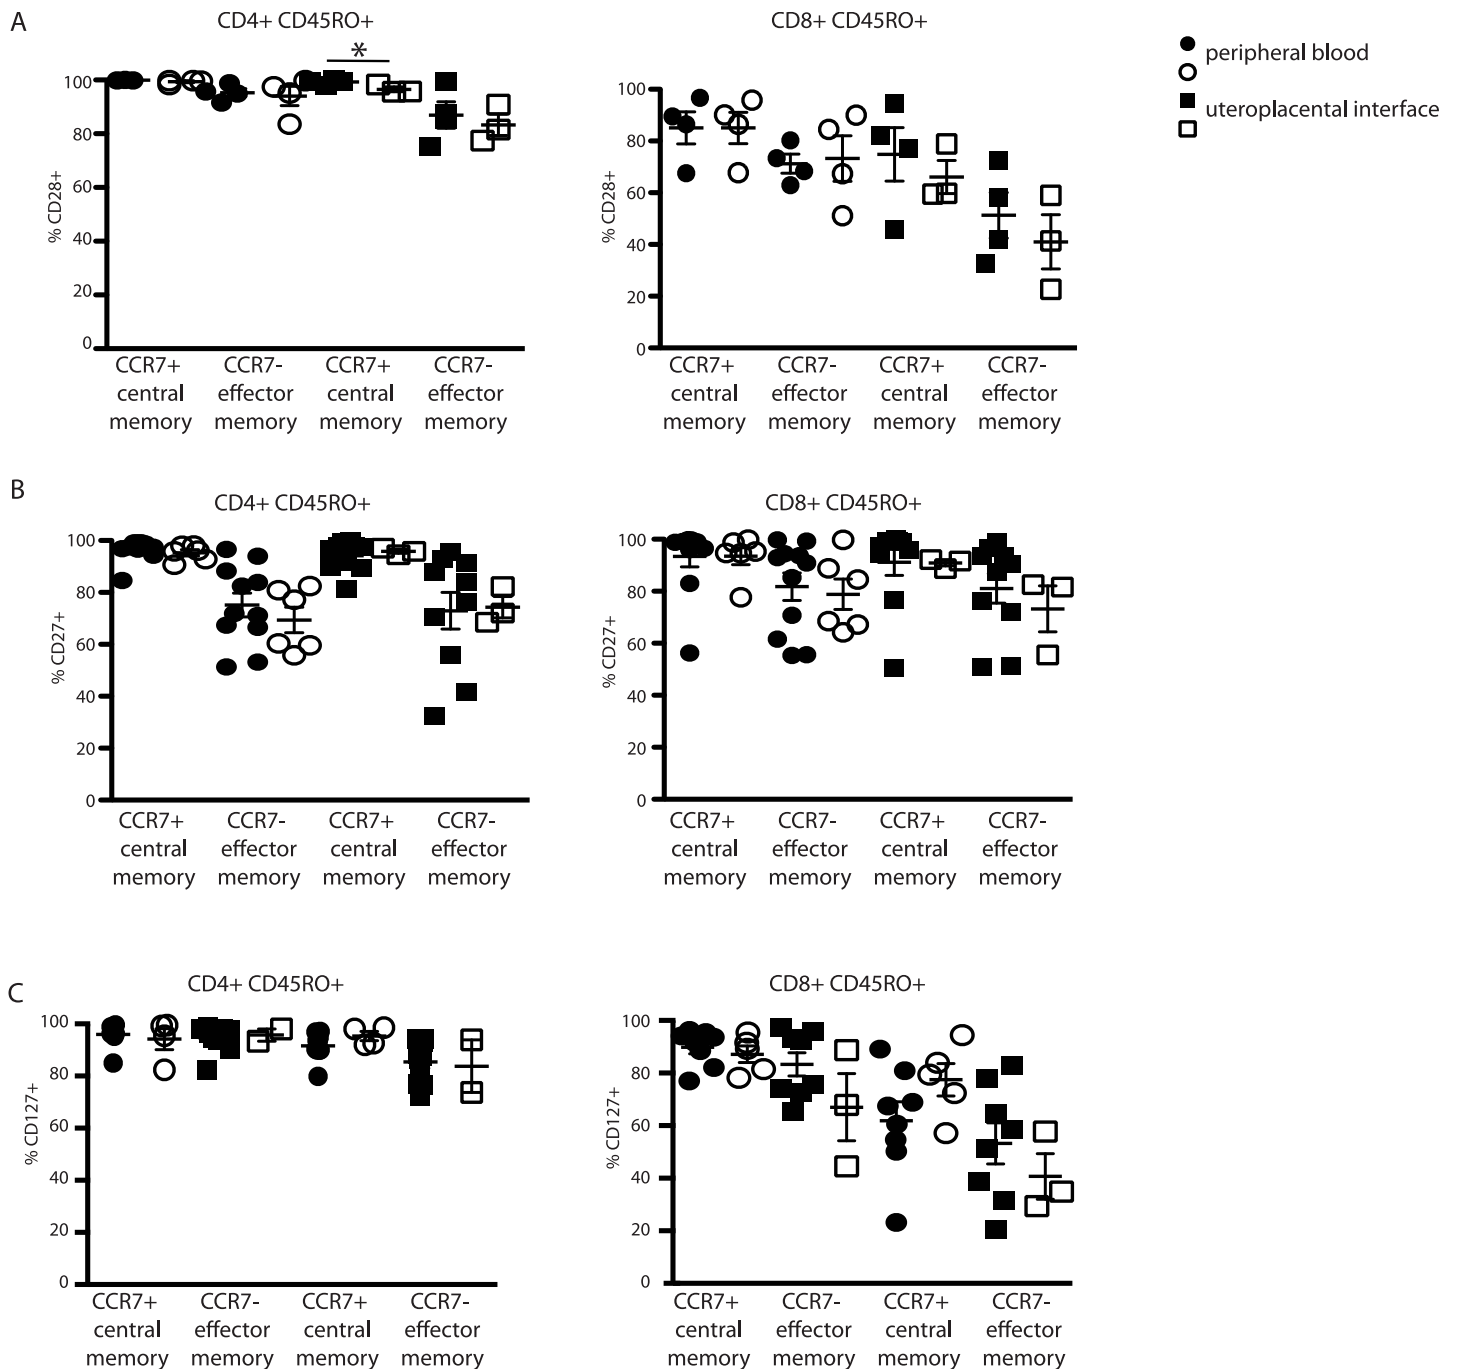 A
CD4+ CD45RO+
CD8+ CD45RO+
peripheral blood
uteroplacental interface
*
% CD28+
100
80
60
40
20
0
CCR7+ CCR7- CCR7+ CCR7-
central effector central effector
memory memory memory memory
% CD28+
100
80
60
40
20
0
CCR7+ CCR7- CCR7+ CCR7-
central effector central effector
memory memory memory memory
B
CD4+ CD45RO+
CD8+ CD45RO+
% CD27+
100
80
60
40
20
0
CCR7+ CCR7- CCR7+ CCR7-
central effector central effector
memory memory memory memory
% CD27+
100
80
60
40
20
0
CCR7+ CCR7- CCR7+ CCR7-
central effector central effector
memory memory memory memory
C
CD4+ CD45RO+
CD8+ CD45RO+
% CD127+
100
80
60
40
20
0
CCR7+ CCR7- CCR7+ CCR7-
central effector central effector
memory memory memory memory
% CD127+
100
80
60
40
20
0
CCR7+ CCR7- CCR7+ CCR7-
central effector central effector
memory memory memory memory